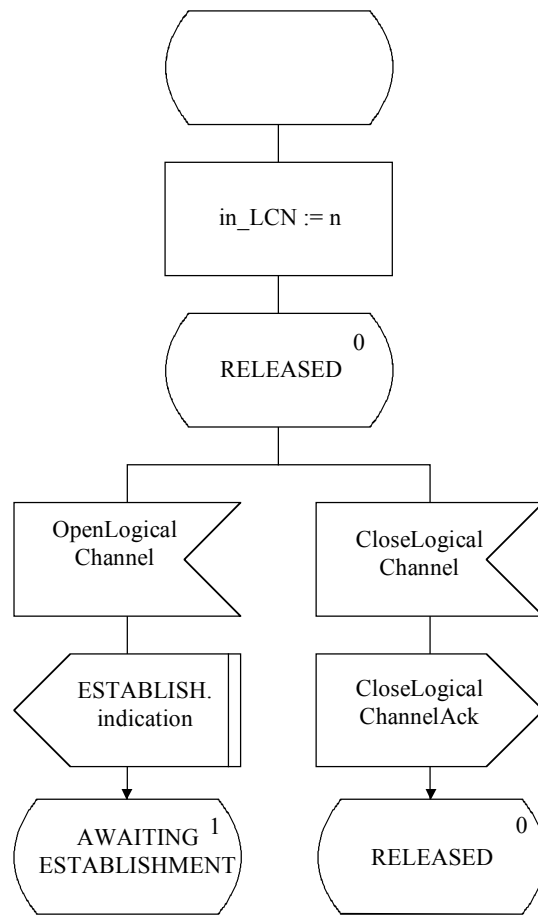 in_LCN := n
0
RELEASED
OpenLogical
Channel
CloseLogical
Channel
ESTABLISH.
indication
CloseLogical
ChannelAck
1
AWAITING
ESTABLISHMENT
0
RELEASED